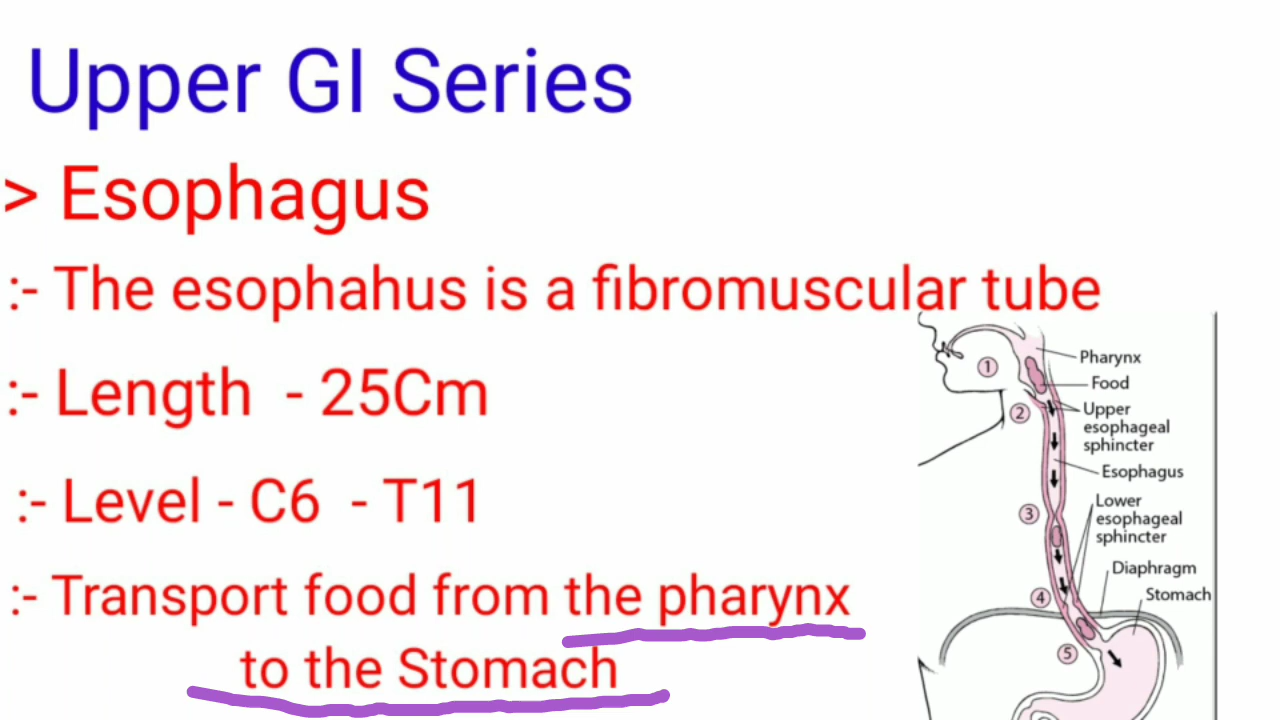 Upper GI Series
> Esophagus
:- The esophahus is a fibromuscular tube
:- Length - 25Cm
:- Level - C6 - T11
:- Transport food from the pharynx
to the Stomach
Pharynx
1
Food
2
Upper
esophageal
sphincter
Esophagus
3
Lower
esophageal
sphincter
Diaphragm
4
Stomach
5